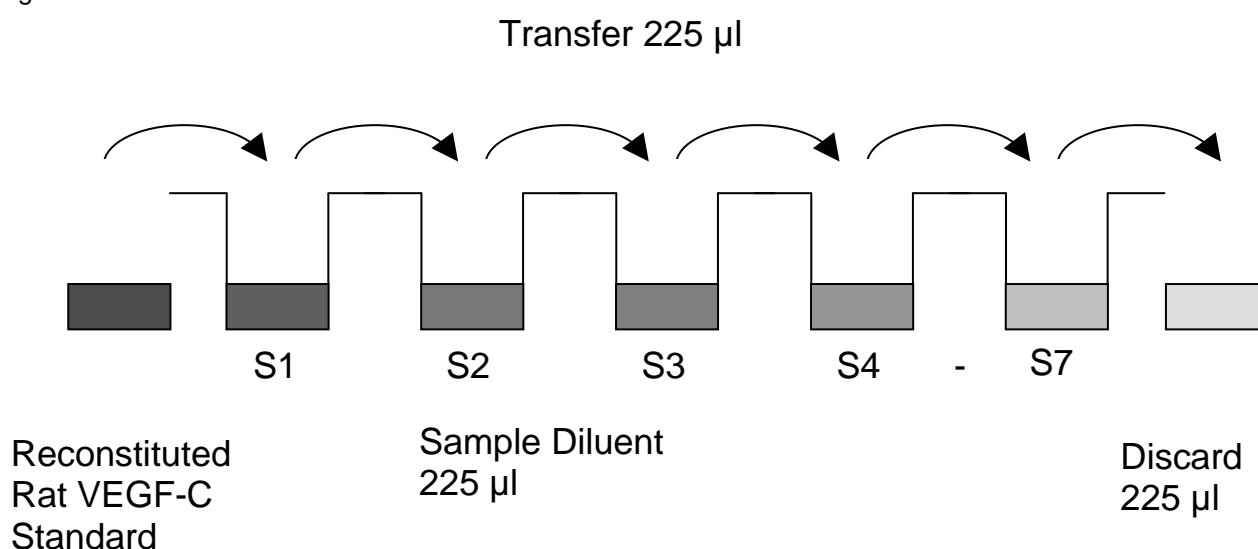 Transfer 225 µl
S1 S2 S3 S4 - S7
Reconstituted
Rat VEGF-C
Standard
Sample Diluent
225 µl
Discard
225 µl